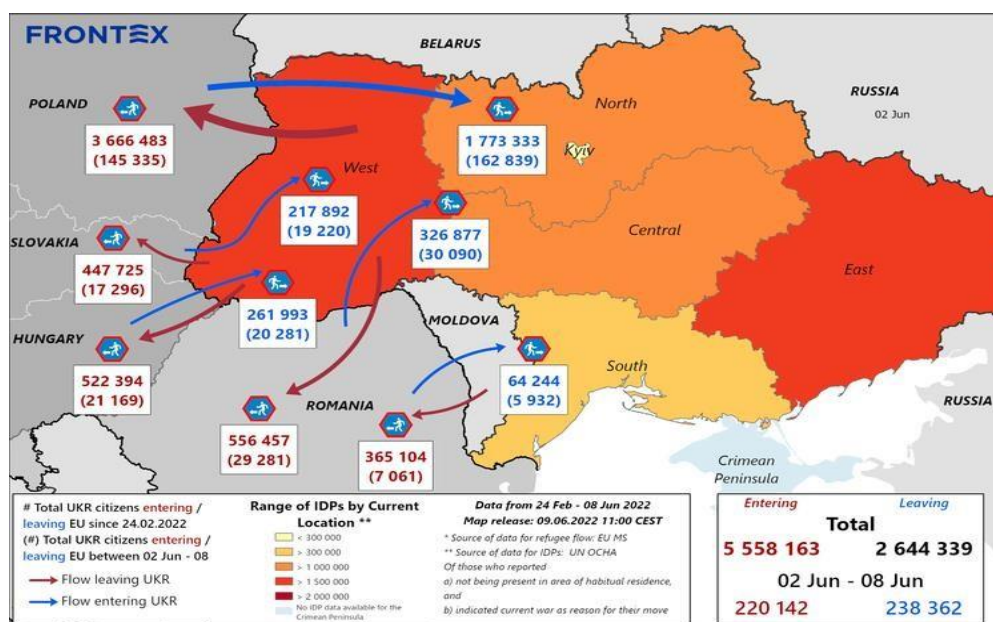 FRONTEX
BELARUS
POLAND
RUSSIA
02 Jun
North
Kyiv
West
3 666 483
(145 335)
1 773 333
(162 839)
217 892
(19 220)
326 877
(30 090)
Central
East
SLOVAKIA
447 725
(17 296)
261 993
(20 281)
MOLDOVA
HUNGARY
522 394
(21 169)
64 244
(5 932)
South
RUSSIA
ROMANIA
556 457
(29 281)
365 104
(7 061)
Crimean
Peninsula
# Total UKR citizens entering /
leaving EU since 24.02.2022
(#) Total UKR citizens entering /
leaving EU between 02 Jun - 08
Flow leaving UKR
Flow entering UKR
Range of IDPs by Current
Location **
< 300 000
> 300 000
> 1 000 000
> 1 500 000
> 2 000 000
No IDP data available for the
Crimean Peninsula
Data from 24 Feb - 08 Jun 2022
Map release: 09.06.2022 11:00 CEST
* Source of data for refugee flow: EU MS
** Source of data for IDPs: UN OCHA
Of those who reported
a) not being present in area of habitual residence,
and
b) indicated current war as reason for their move
Entering Leaving
Total
5 558 163 2 644 339
02 Jun - 08 Jun
220 142 238 362